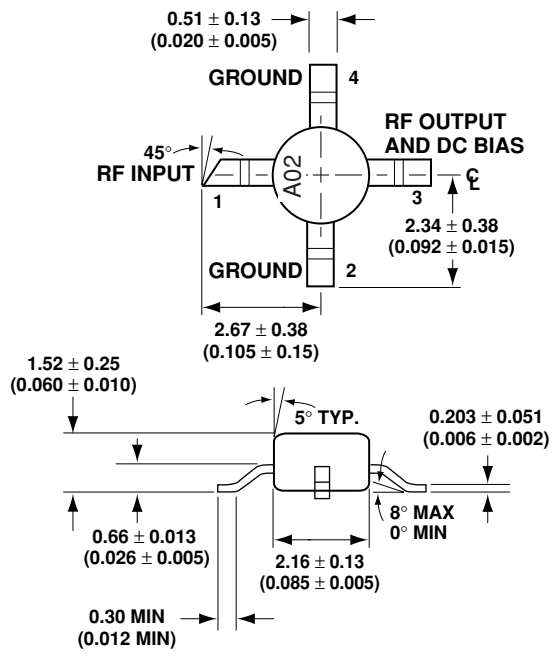 0.51 ± 0.13
(0.020 ± 0.005)
GROUND
4
RF OUTPUT
AND DC BIAS
45°
RF INPUT
A02
1
3
℄
2.34 ± 0.38
(0.092 ± 0.015)
GROUND
2
2.67 ± 0.38
(0.105 ± 0.15)
1.52 ± 0.25
(0.060 ± 0.010)
5° TYP.
0.203 ± 0.051
(0.006 ± 0.002)
8° MAX
0° MIN
0.66 ± 0.013
(0.026 ± 0.005)
2.16 ± 0.13
(0.085 ± 0.005)
0.30 MIN
(0.012 MIN)